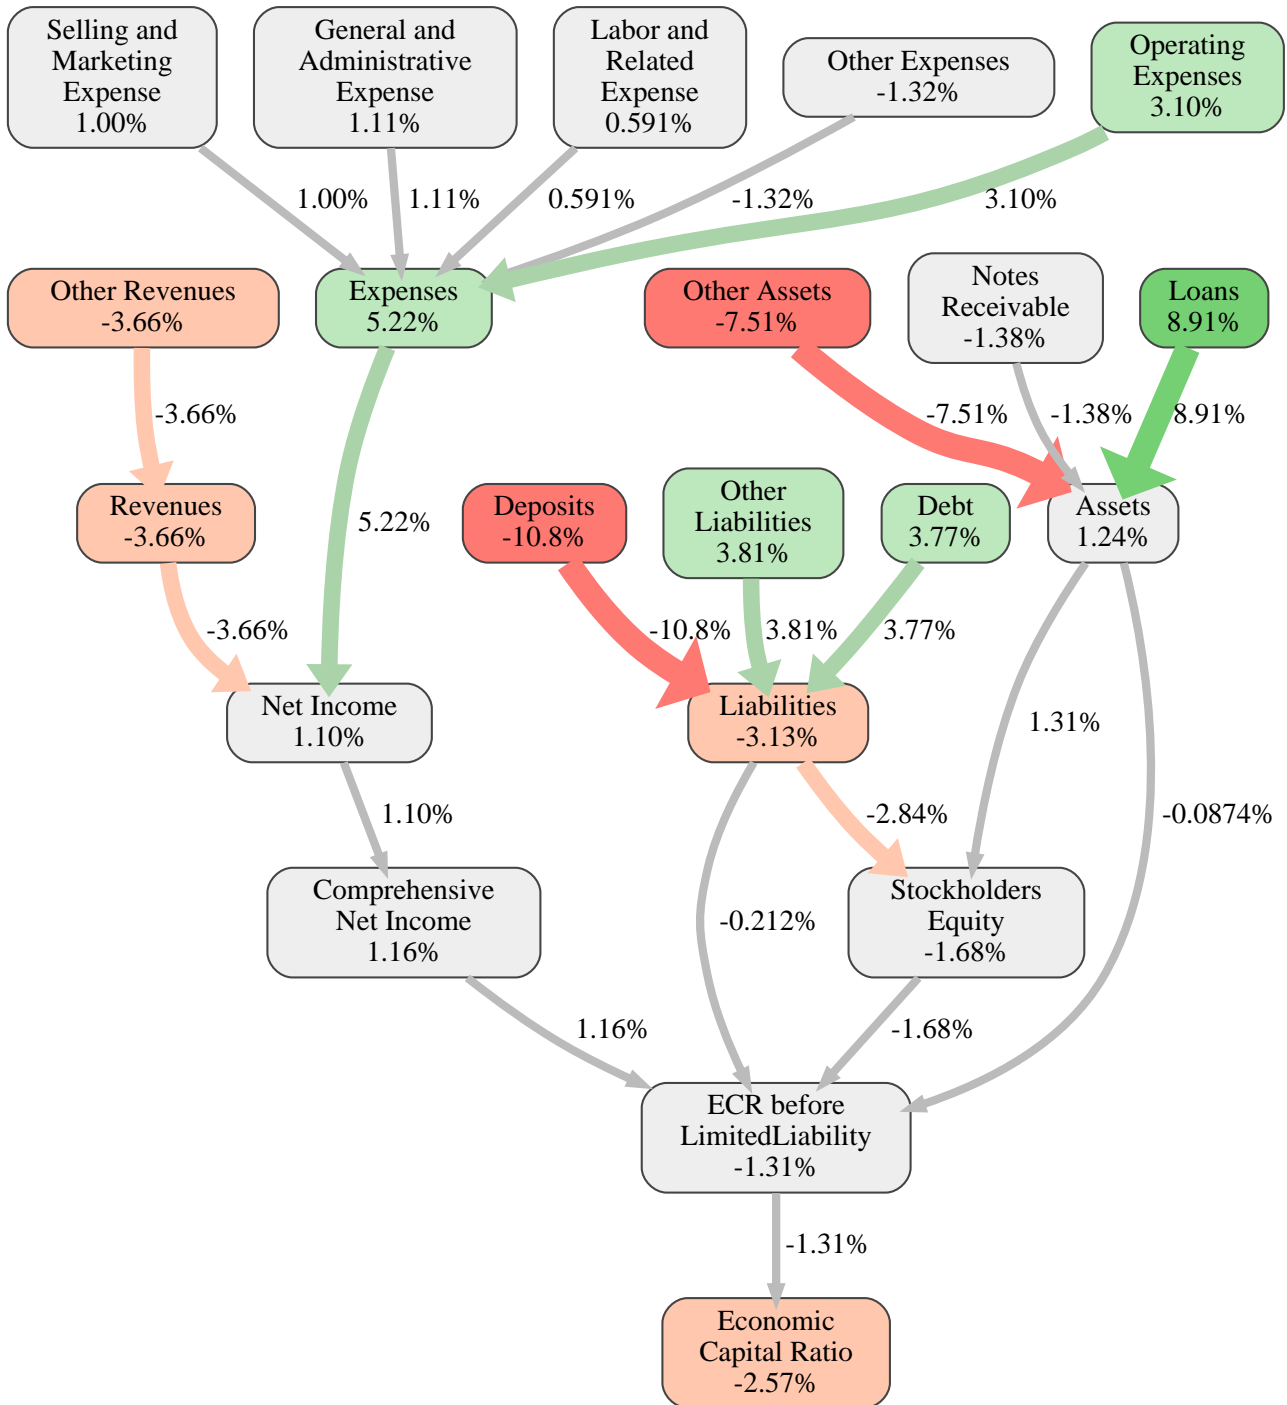 Selling and
Marketing
Expense
1.00%
General and
Administrative
Expense
1.11%
Labor and
Related
Expense
0.591%
Other Expenses
-1.32%
Operating
Expenses
3.10%
1.00%
1.11%
0.591%
-1.32%
3.10%
Other Revenues
-3.66%
Expenses
5.22%
Other Assets
-7.51%
Notes
Receivable
-1.38%
Loans
8.91%
-3.66%
-7.51%
-1.38%
8.91%
Revenues
-3.66%
5.22%
Deposits
-10.8%
Other
Liabilities
3.81%
Debt
3.77%
Assets
1.24%
-3.66%
-10.8%
3.81%
3.77%
Net Income
1.10%
Liabilities
-3.13%
1.31%
1.10%
-2.84%
-0.0874%
Comprehensive
Net Income
1.16%
-0.212%
Stockholders
Equity
-1.68%
1.16%
-1.68%
ECR before
LimitedLiability
-1.31%
-1.31%
Economic
Capital Ratio
-2.57%